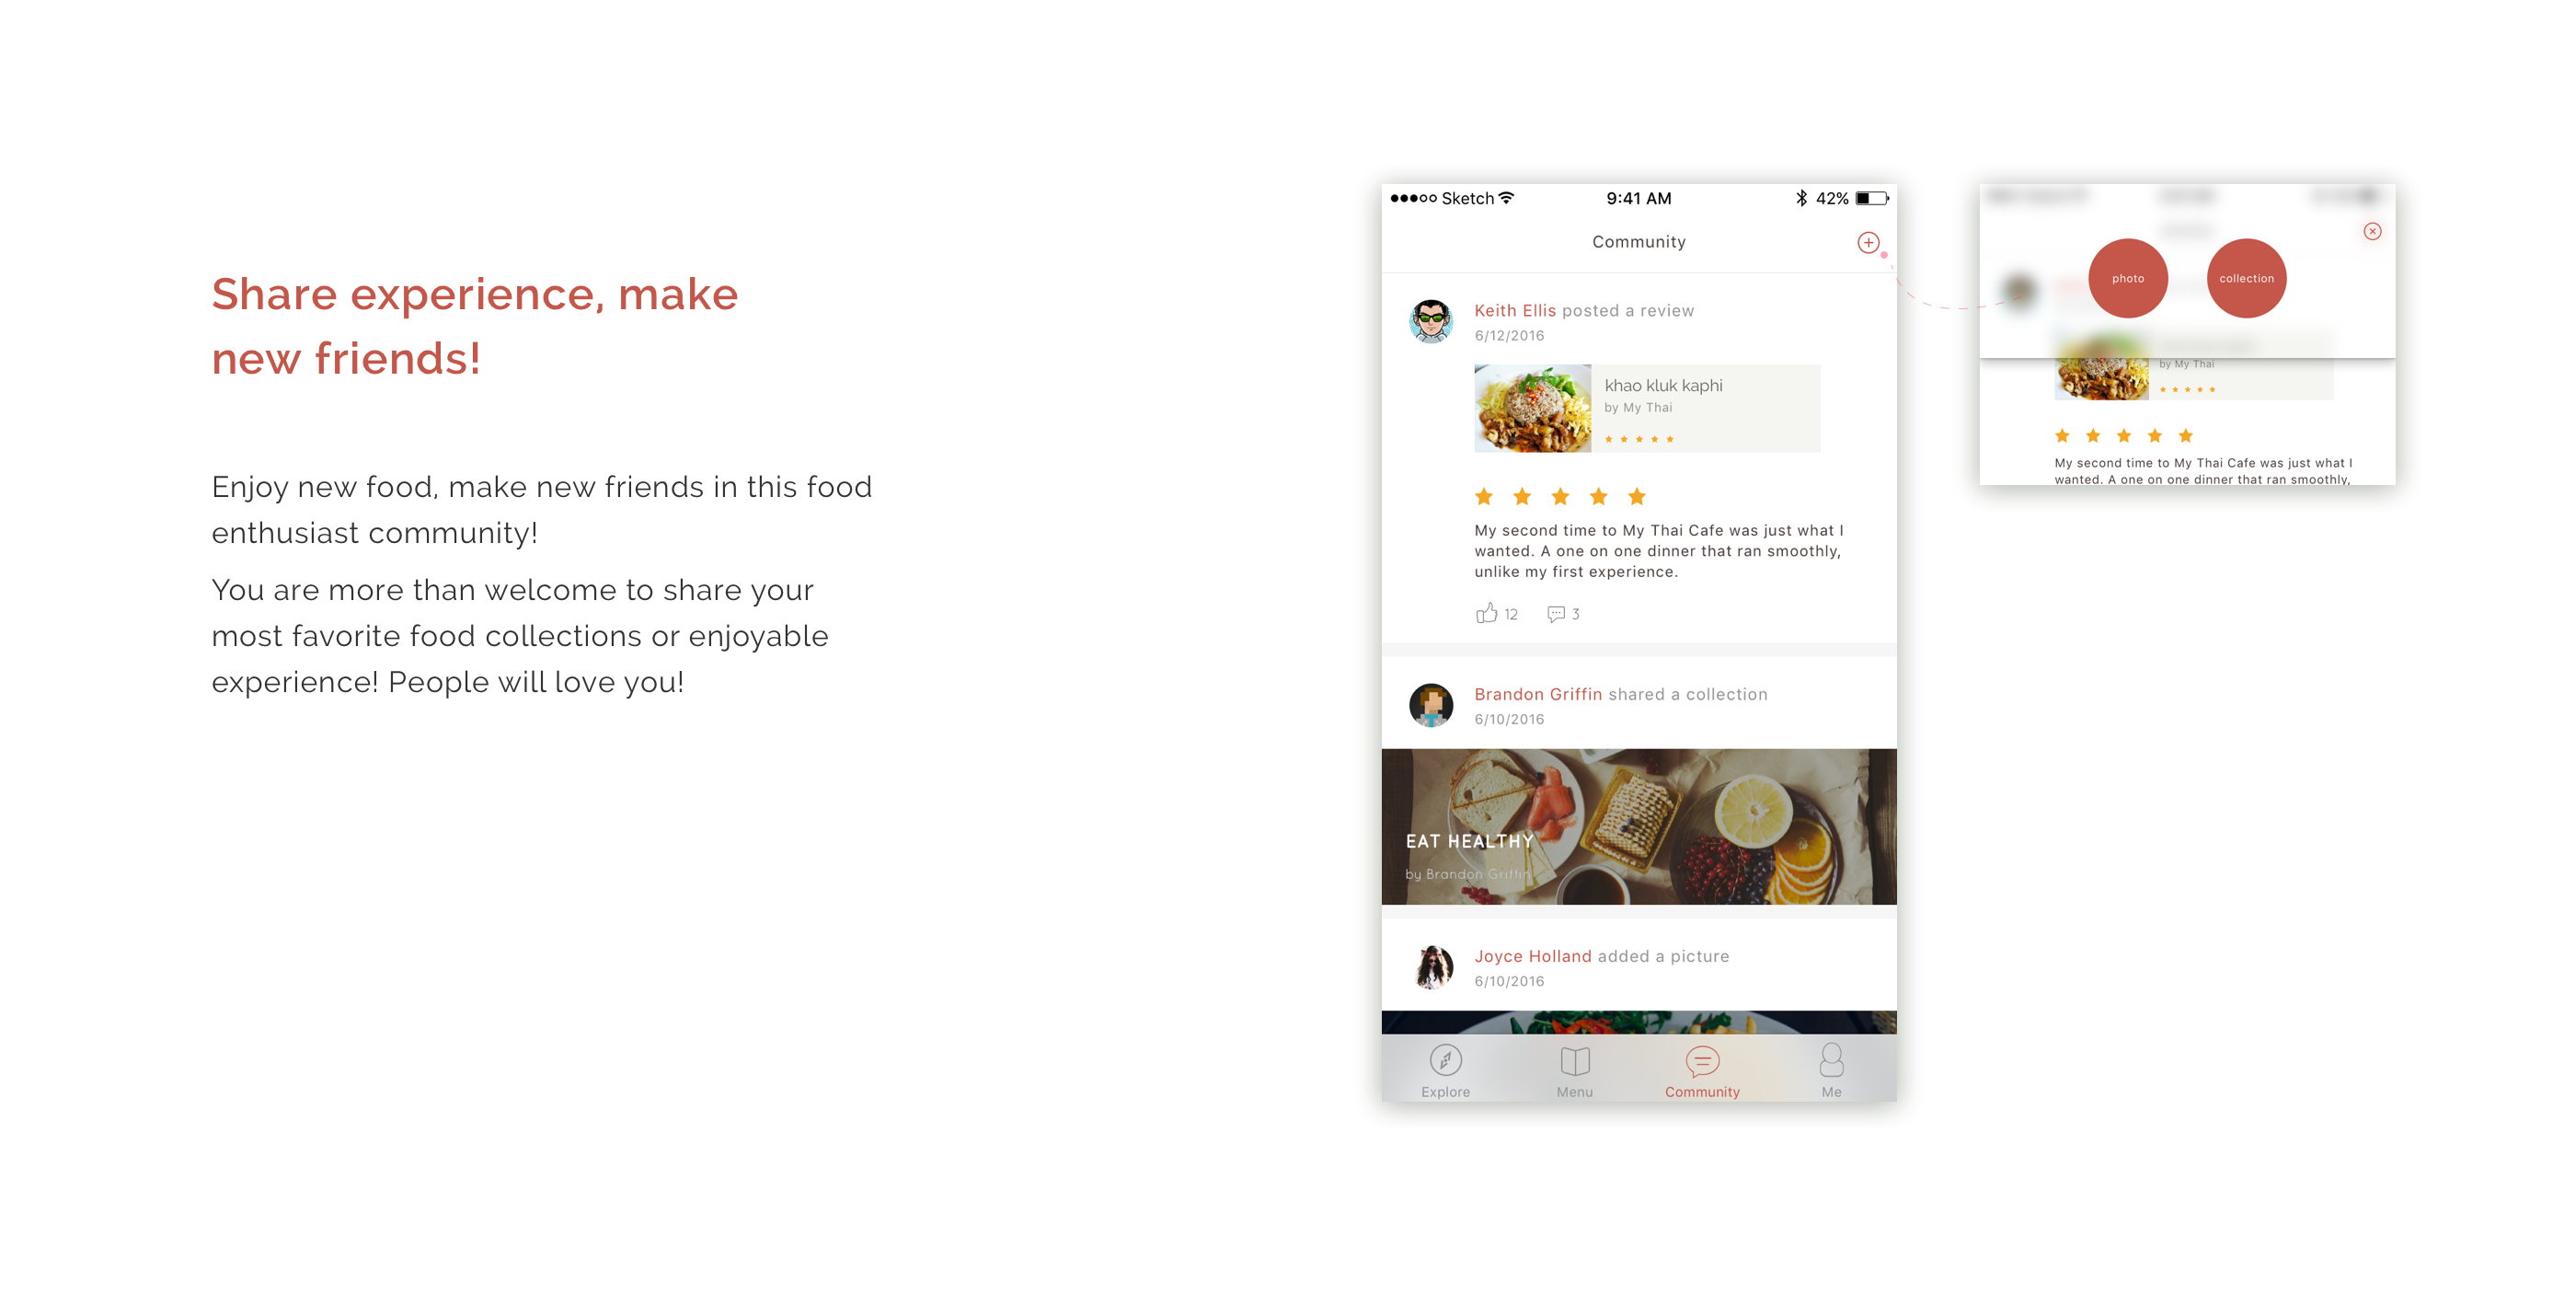 Share experience, make
new friends!
Enjoy new food, make new friends in this food
enthusiast community!
You are more than welcome to share your
most favorite food collections or enjoyable
experience! People will love you!
Sketch 9:41 AM 42%
Community
Keith Ellis posted a review
6/12/2016
khao kluk kaphi
by My Thai
My second time to My Thai Cafe was just what I
wanted. A one on one dinner that ran smoothly,
unlike my first experience.
12 3
Brandon Griffin shared a collection
6/10/2016
EAT HEALTHY
by Brandon Griffin
Joyce Holland added a picture
6/10/2016
Explore Menu Community Me
photo collection
by My Thai
My second time to My Thai Cafe was just what I
wanted. A one on one dinner that ran smoothly,